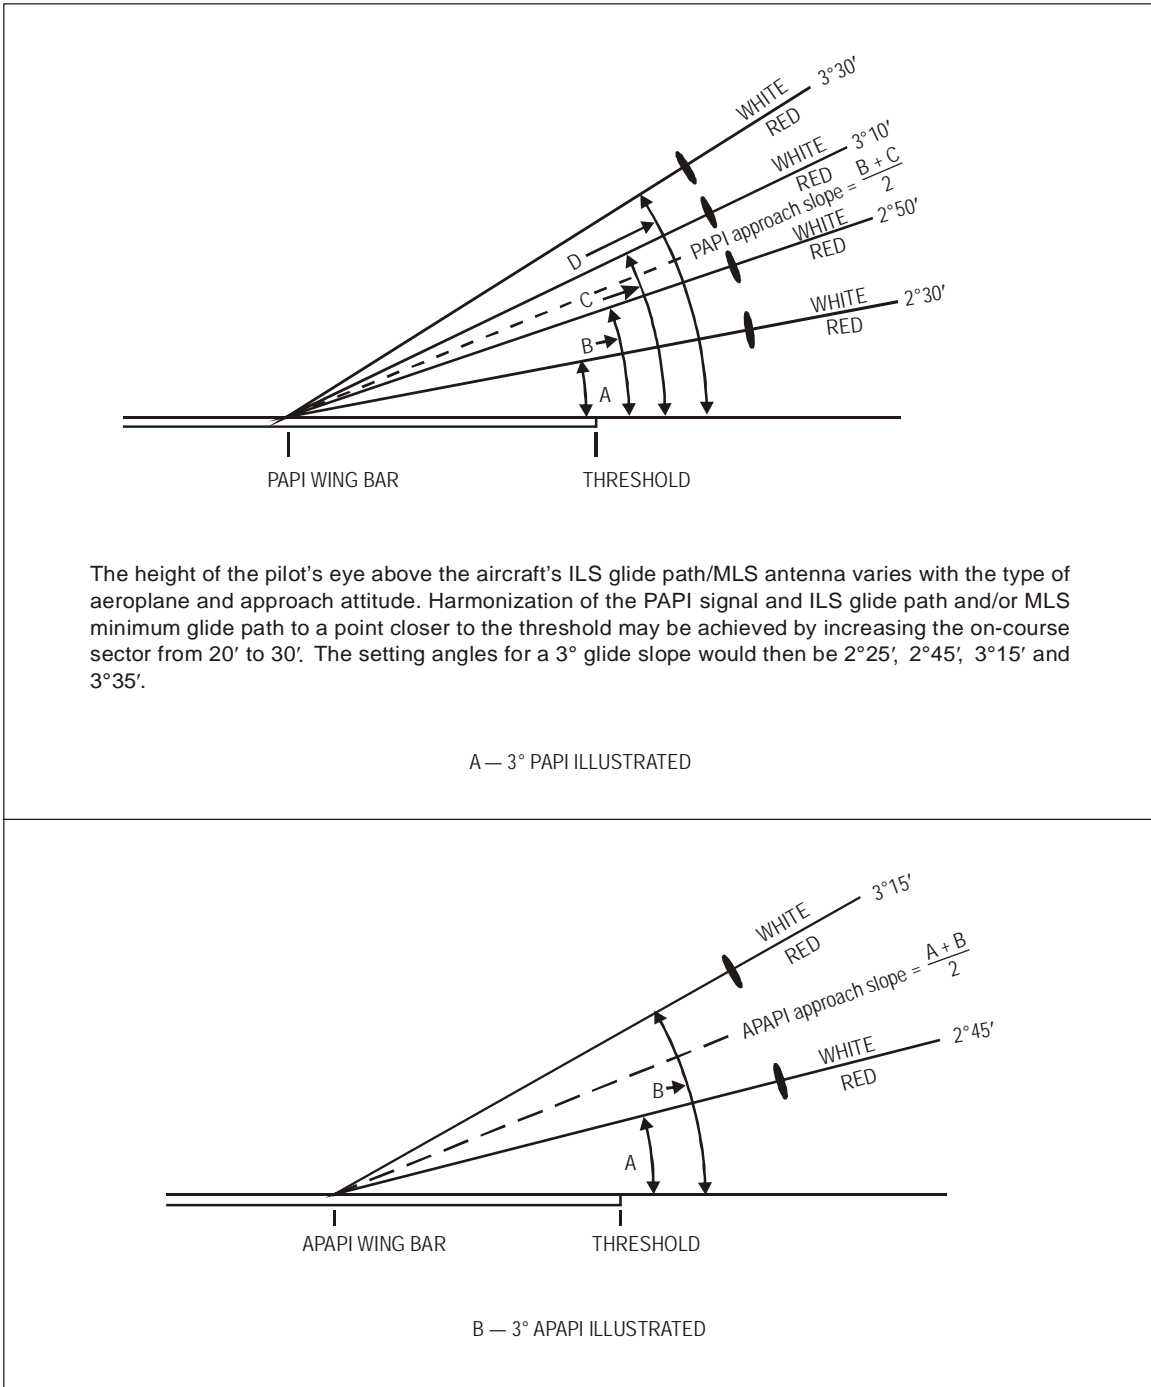 WHITE
RED
3°30′
WHITE
RED
3°10′
PAPI approach slope = B + C
2
WHITE
RED
2°50′
WHITE
RED
2°30′
D
C
B
A
PAPI WING BAR
THRESHOLD
The height of the pilot's eye above the aircraft's ILS glide path/MLS antenna varies with the type of
aeroplane and approach attitude. Harmonization of the PAPI signal and ILS glide path and/or MLS
minimum glide path to a point closer to the threshold may be achieved by increasing the on-course
sector from 20′ to 30′. The setting angles for a 3° glide slope would then be 2°25′, 2°45′, 3°15′ and
3°35′.
A — 3° PAPI ILLUSTRATED
WHITE
RED
3°15′
APAPI approach slope = A + B
2
WHITE
RED
2°45′
B
A
APAPI WING BAR
THRESHOLD
B — 3° APAPI ILLUSTRATED